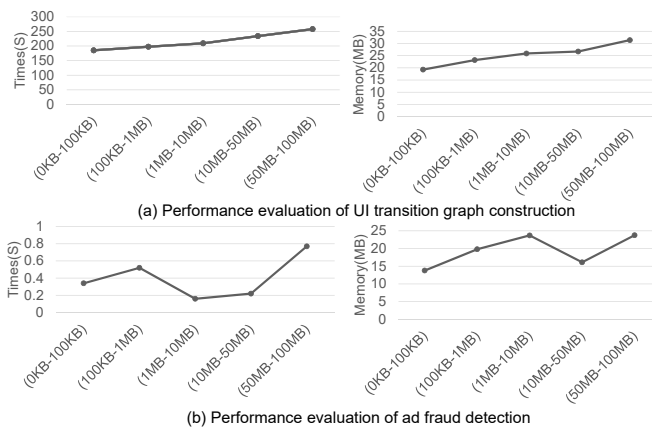 300
250
200
150
100
50
0
Times(S)
(0KB-100KB)
(100KB-1MB)
(1MB-10MB)
(10MB-50MB)
(50MB-100MB)
35
30
25
20
15
10
5
0
Memory(MB)
(0KB-100KB)
(100KB-1MB)
(1MB-10MB)
(10MB-50MB)
(50MB-100MB)
(a) Performance evaluation of UI transition graph construction
1
0.8
0.6
0.4
0.2
0
Times(S)
(0KB-100KB)
(100KB-1MB)
(1MB-10MB)
(10MB-50MB)
(50MB-100MB)
25
20
15
10
5
0
Memory(MB)
(0KB-100KB)
(100KB-1MB)
(1MB-10MB)
(10MB-50MB)
(50MB-100MB)
(b) Performance evaluation of ad fraud detection